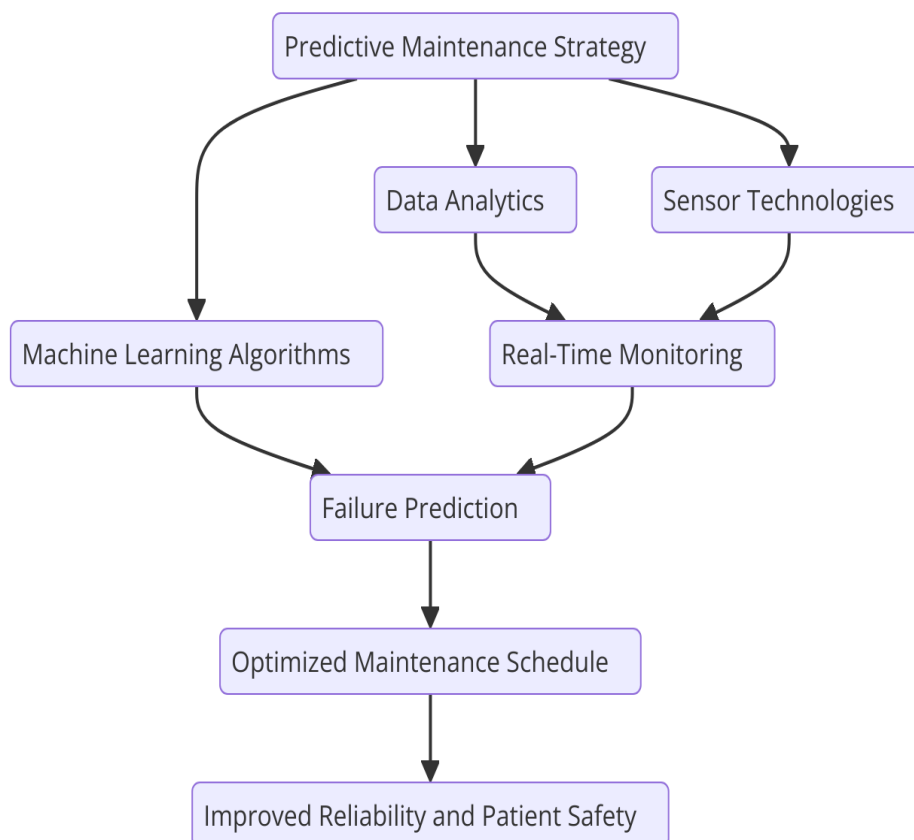 Predictive Maintenance Strategy
Data Analytics
Sensor Technologies
Machine Learning Algorithms
Real-Time Monitoring
Failure Prediction
Optimized Maintenance Schedule
Improved Reliability and Patient Safety